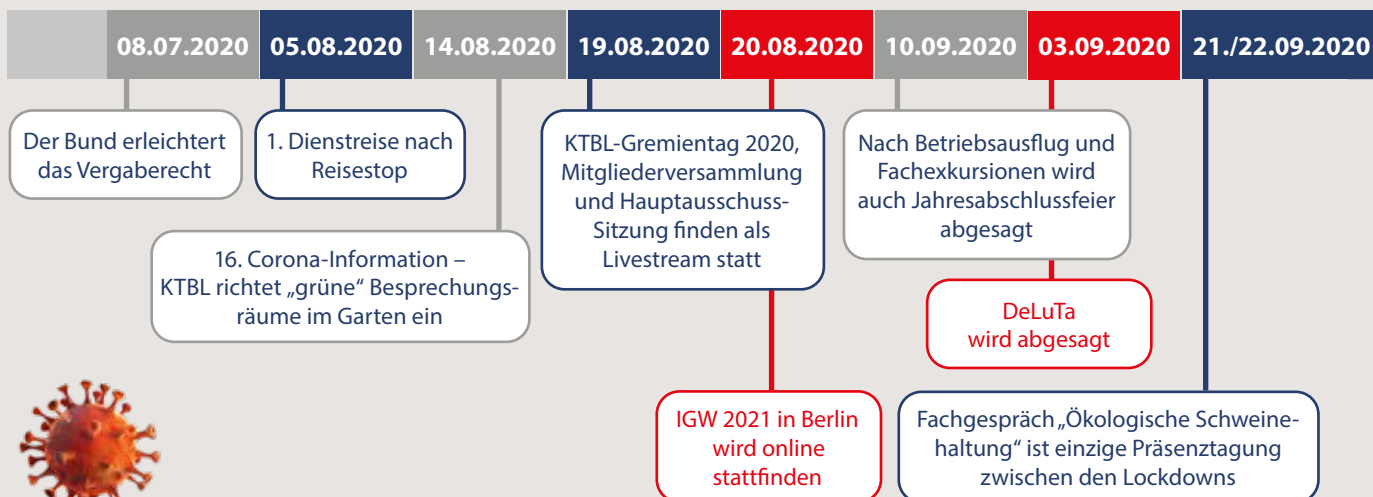 08.07.2020
05.08.2020
14.08.2020
19.08.2020
20.08.2020
10.09.2020
03.09.2020
21./22.09.2020
Der Bund erleichtert
das Vergaberecht
1. Dienstreise nach
Reisestop
16. Corona-Information –
KTBL richtet „grüne“ Besprechungs-
räume im Garten ein
KTBL-Gremientag 2020,
Mitgliederversammlung
und Hauptausschuss-
Sitzung finden als
Livestream statt
IGW 2021 in Berlin
wird online
stattfinden
Nach Betriebsausflug und
Fachexkursionen wird
auch Jahresabschlussfeier
abgesagt
DeLuTa
wird abgesagt
Fachgespräch „Ökologische Schweine-
haltung“ ist einzige Präsenztagung
zwischen den Lockdowns